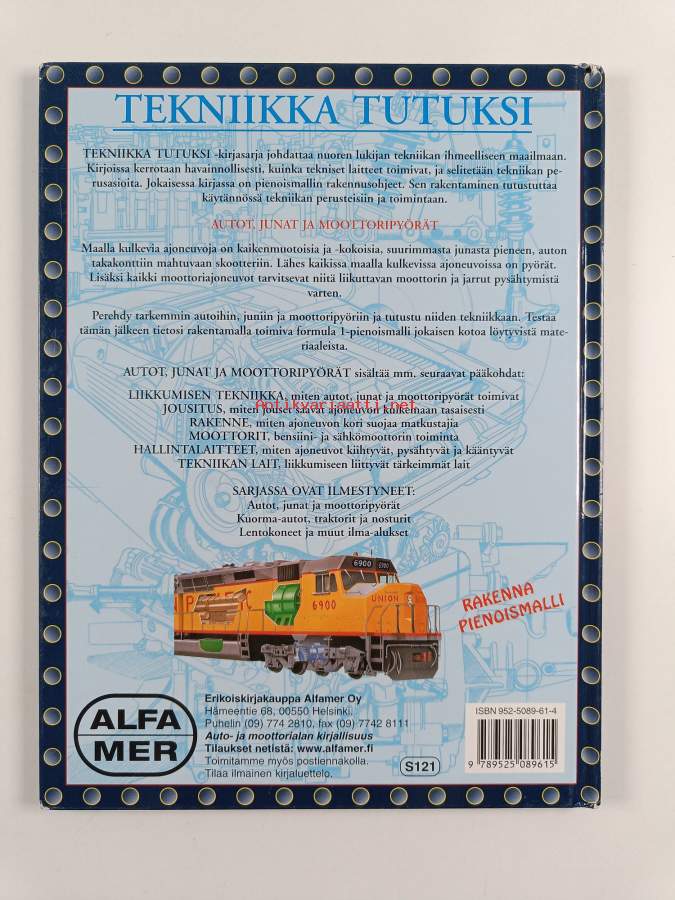 TEKNIIKKA TUTUKSI
TEKNIIKKA TUTUKSI -kirjasarja johdattaa nuoren lukijan tekniikan ihmeelliseen maailmaan.
Kirjoissa kerrotaan havainnollisesti, kuinka tekniset laitteet toimivat, ja selitetään tekniikan pe-
rusasioita. Jokaisessa kirjassa on pienoismallin rakennusohjeet. Sen rakentaminen tutustuttaa
käytännössä tekniikan perusteisiin ja toimintaan.
AUTOT, JUNAT JA MOOTTORIPYÖRÄT
Maalla kulkevia ajoneuvoja on kaikenmuotoisia ja -kokoisia, suurimmasta junasta pieneen, auton
takakonttiin mahtuvaan skootteriin. Lähes kaikissa maalla kulkevissa ajoneuvoissa on pyörät.
Lisäksi kaikki moottoriajoneuvot tarvitsevat niitä liikuttavan moottorin ja jarrut pysähtymistä
varten.
Perehdy tarkemmin autoihin, juniin ja moottoripyöriin ja tutustu niiden tekniikkaan. Testaa
tämän jälkeen tietosi rakentamalla toimiva formula 1-pienoismalli jokaisen kotoa löytyvistä mate-
riaaleista.
AUTOT, JUNAT JA MOOTTORIPYÖRÄT sisältää mm. seuraavat pääkohdat:
LIIKKUMISEN TEKNIIKKA, miten autot, junat ja moottoripyörät toimivat
Antikvariaatti.net
JOUSITUS, miten jouset saavat ajoneuvon kulkemaan tasaisesti
RAKENNE, miten ajoneuvon kori suojaa matkustajia
MOOTTORIT, bensiini- ja sähkömoottorin toiminta
HALLINTALAITTEET, miten ajoneuvot kiihtyvät, pysähtyvät ja kääntyvät
TEKNIIKAN LAIT, liikkumiseen liittyvät tärkeimmät lait
SARJASSA OVAT ILMESTYNEET:
Autot, junat ja moottoripyörät
Kuorma-autot, traktorit ja nosturit
Lentokoneet ja muut ilma-alukset
6900 6900
6900
UNION
RAKENNA
PIENOISMALLI
ALFA
MER
Erikoiskirjakauppa Alfamer Oy
Hämeentie 68, 00550 Helsinki,
Puhelin (09) 774 2810, fax (09) 7742 8111
Auto- ja moottorialan kirjallisuus
Tilaukset netistä: www.alfamer.fi
Toimitamme myös postiennakolla.
Tilaa ilmainen kirjaluettelo.
S121
ISBN 952-5089-61-4
9 789525 089615